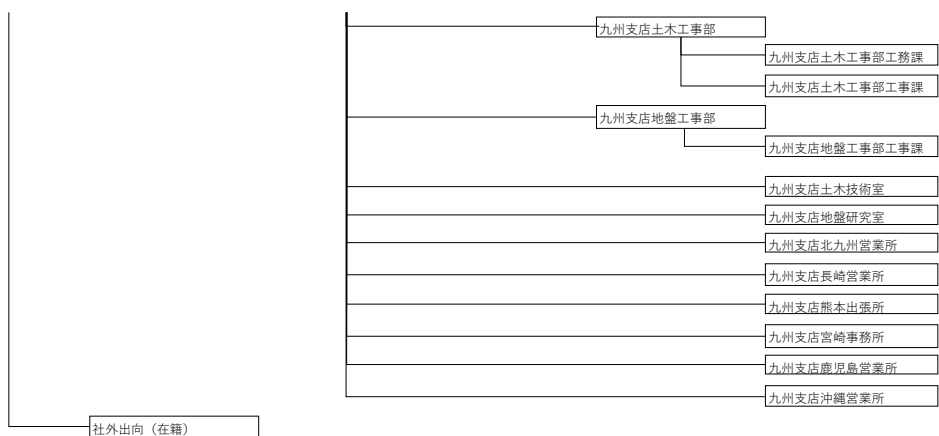 九州支店土木工事部
九州支店土木工事部工務課
九州支店土木工事部工事課
九州支店地盤工事部
九州支店地盤工事部工事課
九州支店土木技術室
九州支店地盤研究室
九州支店北九州営業所
九州支店長崎営業所
九州支店熊本出張所
九州支店宮崎事務所
九州支店鹿児島営業所
九州支店沖縄営業所
社外出向（在籍）